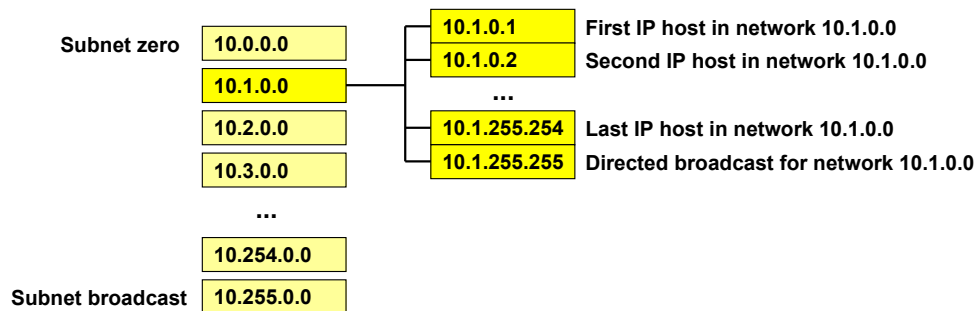 Subnet zero
10.0.0.0
10.1.0.0
10.2.0.0
10.3.0.0
...
10.254.0.0
Subnet broadcast
10.255.0.0
10.1.0.1 First IP host in network 10.1.0.0
10.1.0.2 Second IP host in network 10.1.0.0
...
10.1.255.254 Last IP host in network 10.1.0.0
10.1.255.255 Directed broadcast for network 10.1.0.0